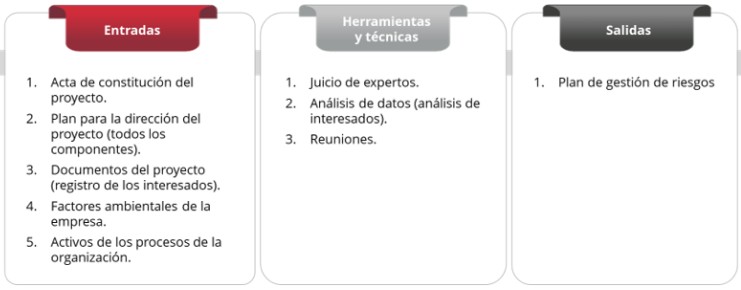 Entradas
1. Acta de constitución del
proyecto.
2. Plan para la dirección del
proyecto (todos los
componentes).
3. Documentos del proyecto
(registro de los interesados).
4. Factores ambientales de la
empresa.
5. Activos de los procesos de la
organización.
Herramientas
y técnicas
1. Juicio de expertos.
2. Análisis de datos (análisis de
interesados).
3. Reuniones.
Salidas
1. Plan de gestión de riesgos